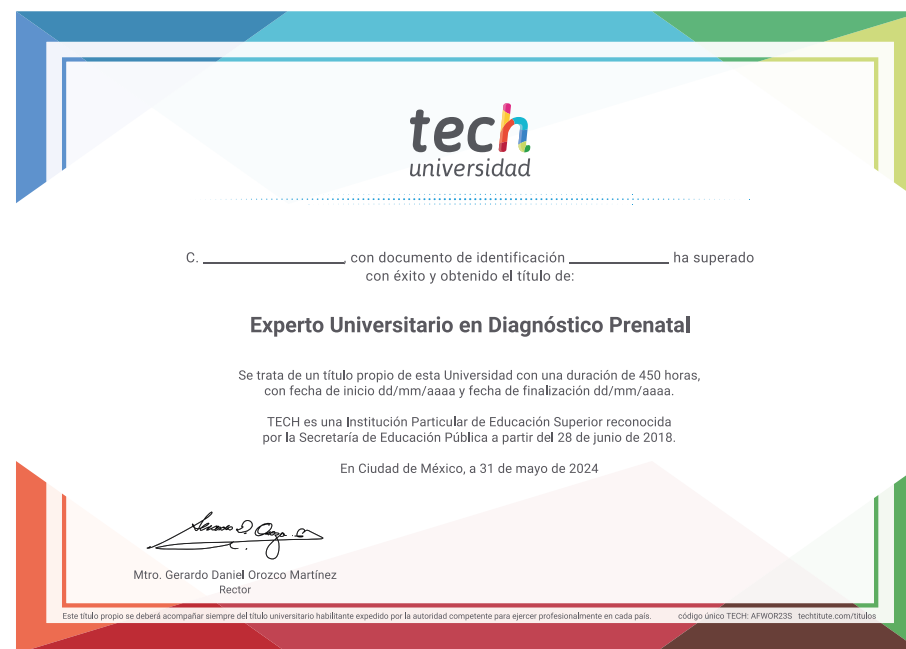 tech
universidad
C. ____________, con documento de identificación ____________ ha superado
con éxito y obtenido el título de:
Experto Universitario en Diagnóstico Prenatal
Se trata de un título propio de esta Universidad con una duración de 450 horas,
con fecha de inicio dd/mm/aaaa y fecha de finalización dd/mm/aaaa.
TECH es una Institución Particular de Educación Superior reconocida
por la Secretaría de Educación Pública a partir del 28 de junio de 2018.
En Ciudad de México, a 31 de mayo de 2024
Mtro. Gerardo Daniel Orozco Martínez
Rector
Este título propio se deberá acompañar siempre del título universitario habilitante expedido por la autoridad competente para ejercer profesionalmente en cada país. código único TECH: AFWOR23S techtitute.com/titulos